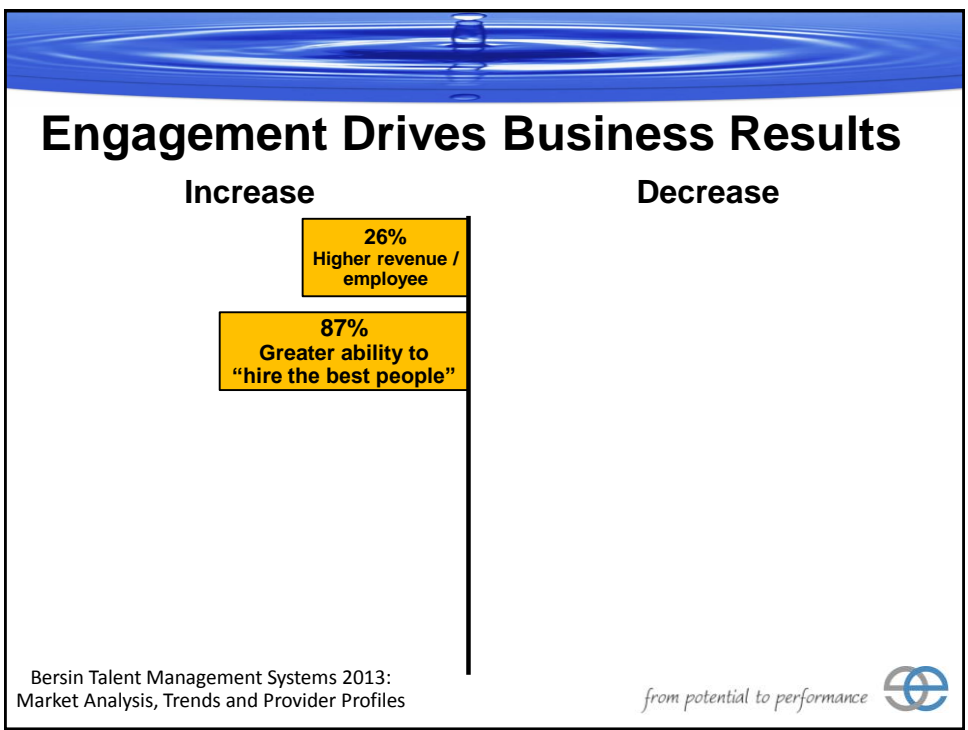 Engagement Drives Business Results
Increase
Decrease
26%
Higher revenue /
employee
87%
Greater ability to
“hire the best people”
Bersin Talent Management Systems 2013:
Market Analysis, Trends and Provider Profiles
from potential to performance